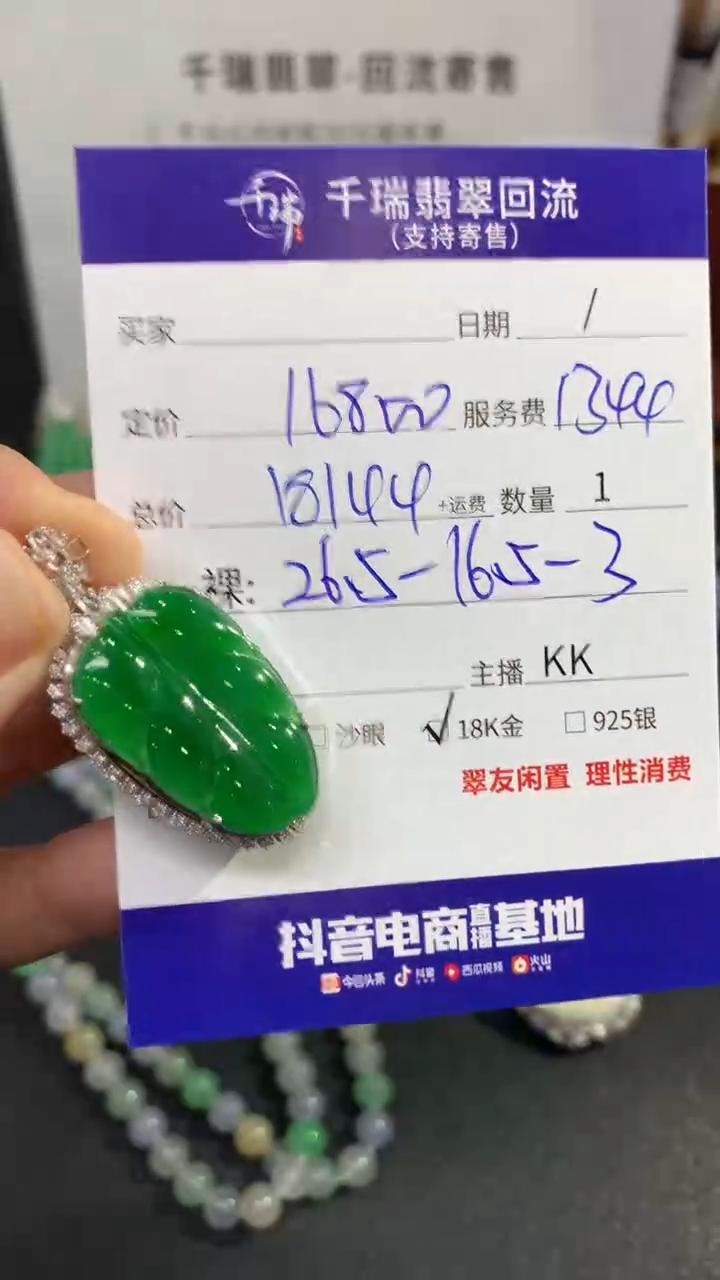 千瑞翡翠·回流寄售
千瑞
千瑞翡翠回流
(支持寄售)
买家 日期 /
定价 16800 服务费 1344
总价 18144 +运费 数量 1
裸: 26.5-16.5-3
主播 KK
沙眼 ✓ 18K金 □ 925银
翠友闲置 理性消费
抖音电商直播基地
今日头条 抖音 西瓜视频 火山